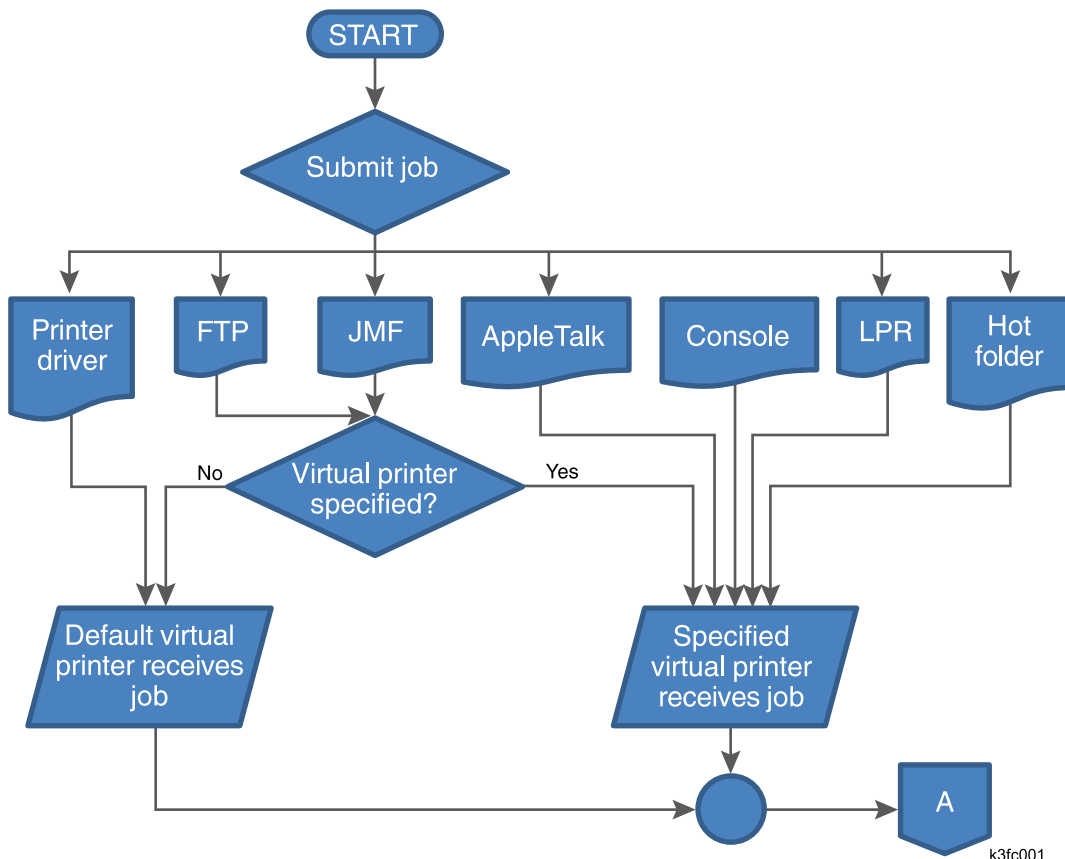 START
Submit job
Printer
driver
FTP
JMF
AppleTalk
Console
LPR
Hot
folder
No
Virtual printer
specified?
Yes
Default virtual
printer receives
job
Specified
virtual printer
receives job
A
k3fc001